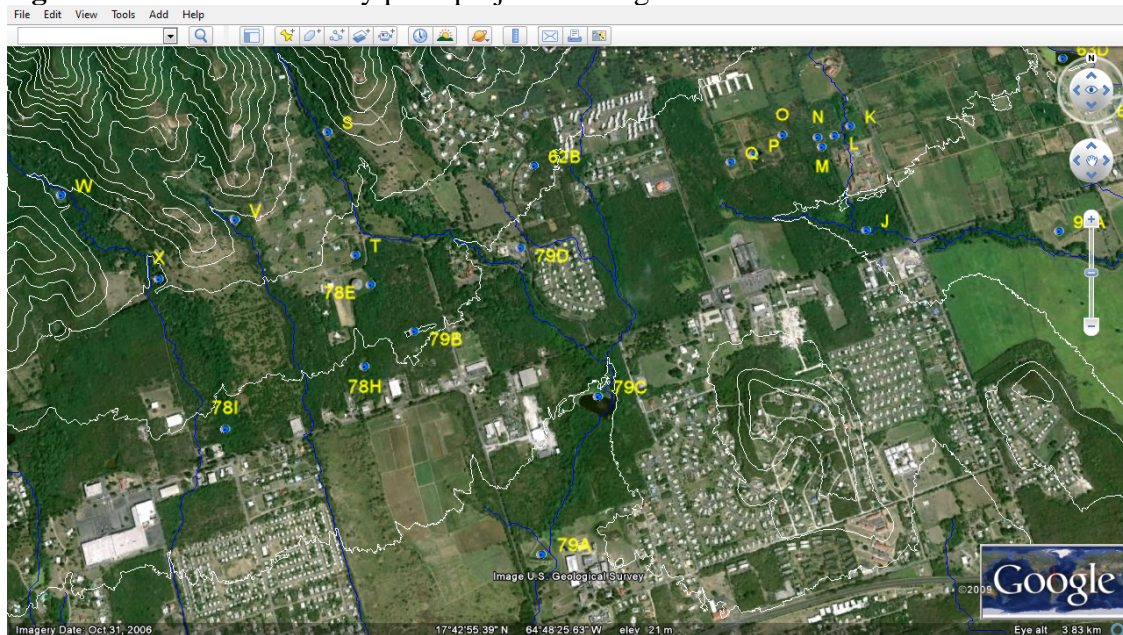 File Edit View Tools Add Help
N
O N K
S
P L
Q M
62B
W
V J
T 79D
X
78E
79B
78H
79C
78I
79A
Image U.S. Geological Survey
©2009 Google
Imagery Date: Oct 31, 2006 17°42'55.39" N 64°48'25.63" W elev 21 m Eye alt 3.83 km